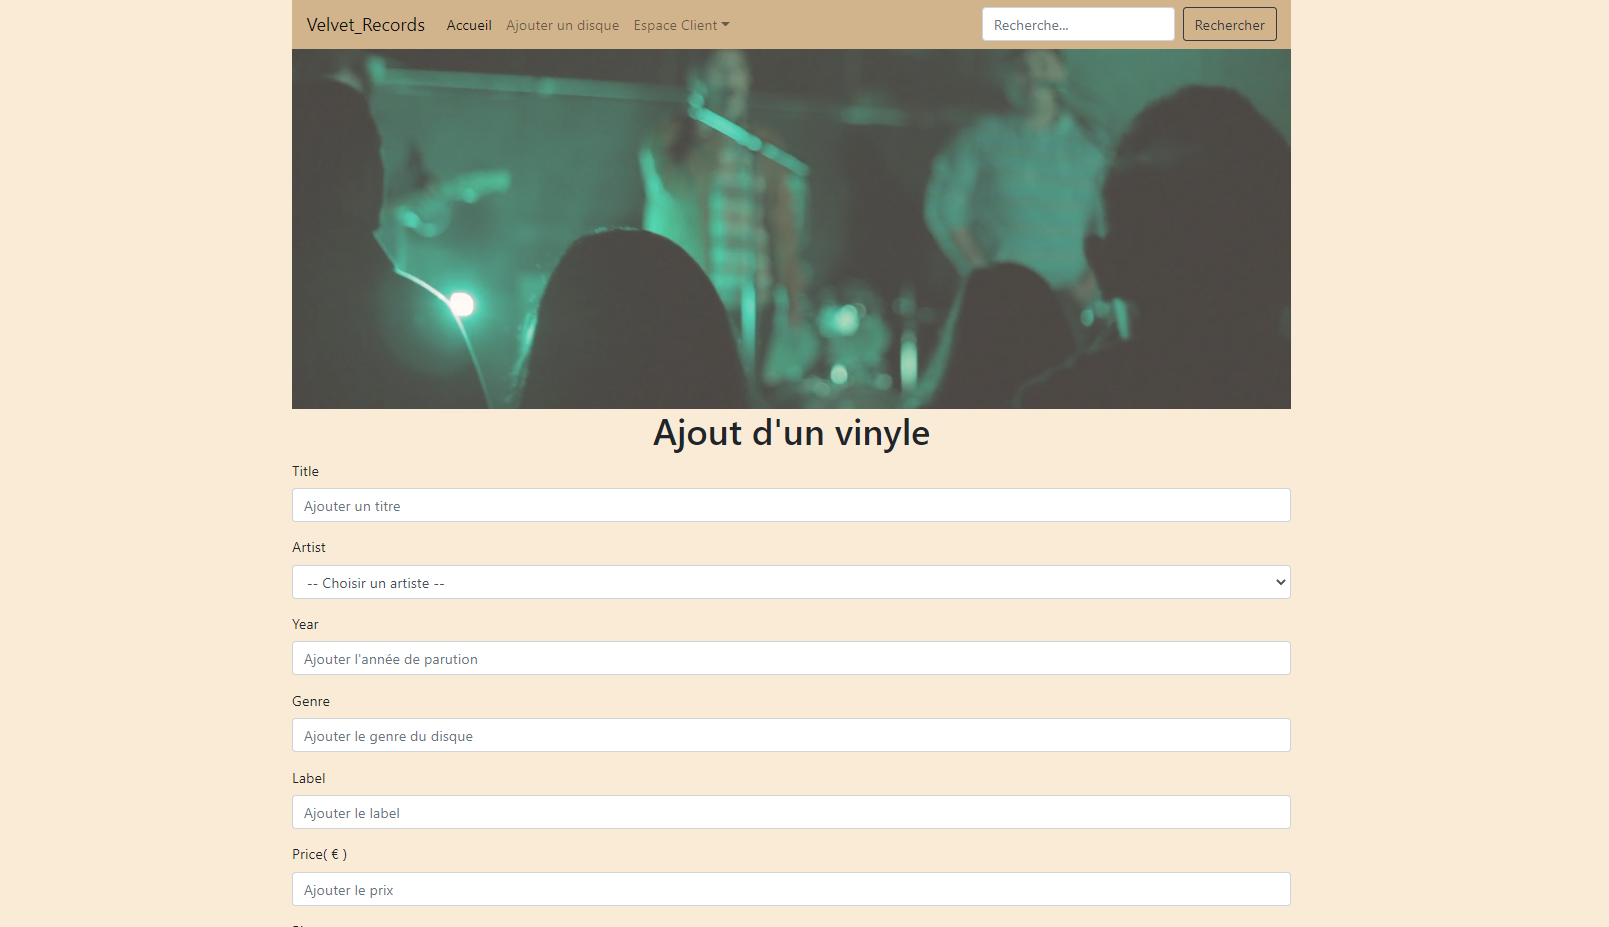 Velvet_Records Accueil Ajouter un disque Espace Client Recherche... Rechercher
Ajout d'un vinyle
Title
Ajouter un titre
Artist
-- Choisir un artiste --
Year
Ajouter l'année de parution
Genre
Ajouter le genre du disque
Label
Ajouter le label
Price( € )
Ajouter le prix